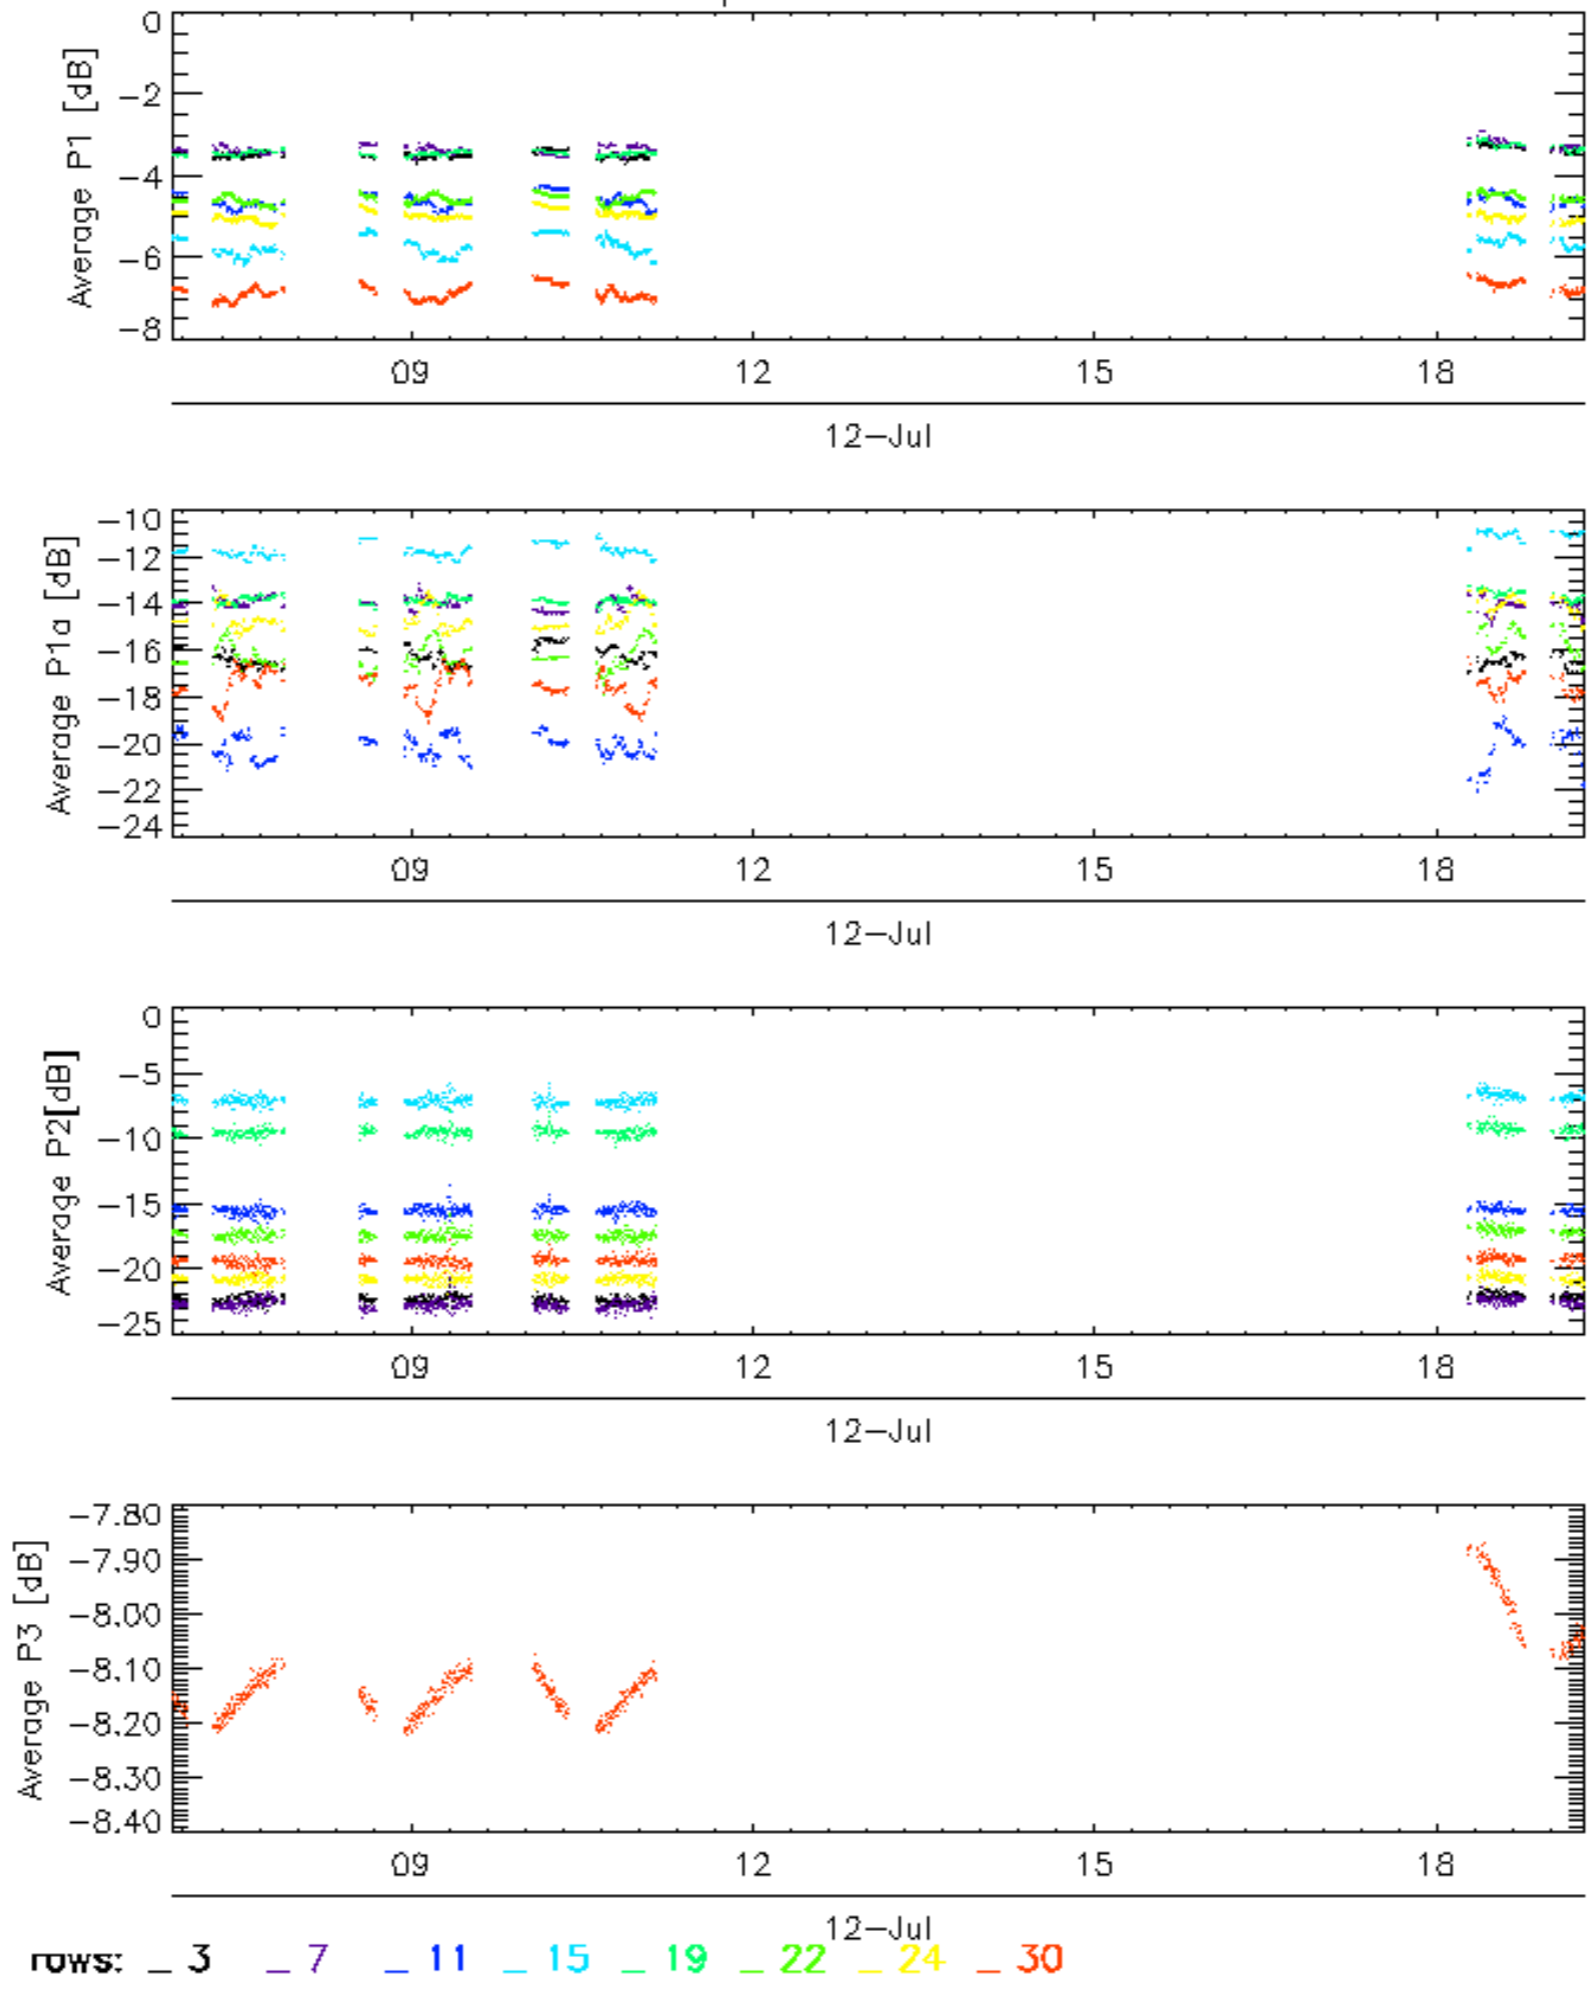 0
-2
-4
-6
-8
Average P1 [dB]
09 12 15 18
12-Jul
-10
-12
-14
-16
-18
-20
-22
-24
Average P1a [dB]
09 12 15 18
12-Jul
0
-5
-10
-15
-20
-25
Average P2[dB]
09 12 15 18
12-Jul
-7.80
-7.90
-8.00
-8.10
-8.20
-8.30
-8.40
Average P3 [dB]
09 12 15 18
12-Jul
rows: _ 3 _ 7 _ 11 _ 15 _ 19 _ 22 _ 24 _ 30